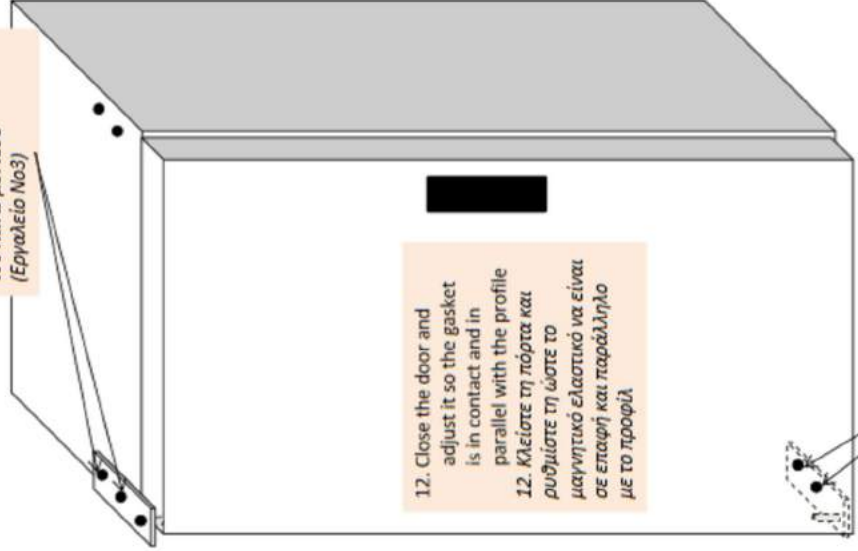 (Εργαλείο Νο3)
12. Close the door and
adjust it so the gasket
is in contact and in
parallel with the profile
12. Κλείστε τη πόρτα και
ρυθμίστε τη ώστε το
μαγνητικό ελαστικό να είναι
σε επαφή και παράλληλο
με το προφίλ